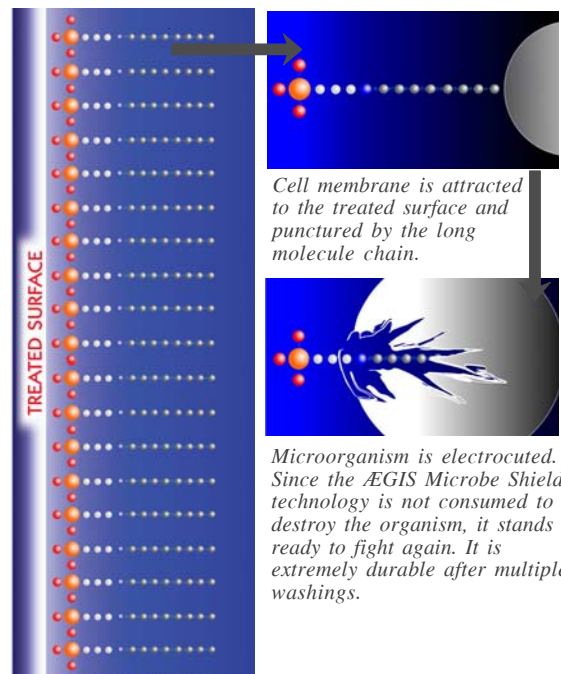 TREATED SURFACE
Cell membrane is attracted
to the treated surface and
punctured by the long
molecule chain.
Microorganism is electrocuted.
Since the ÆGIS Microbe Shield
technology is not consumed to
destroy the organism, it stands
ready to fight again. It is
extremely durable after multiple
washings.